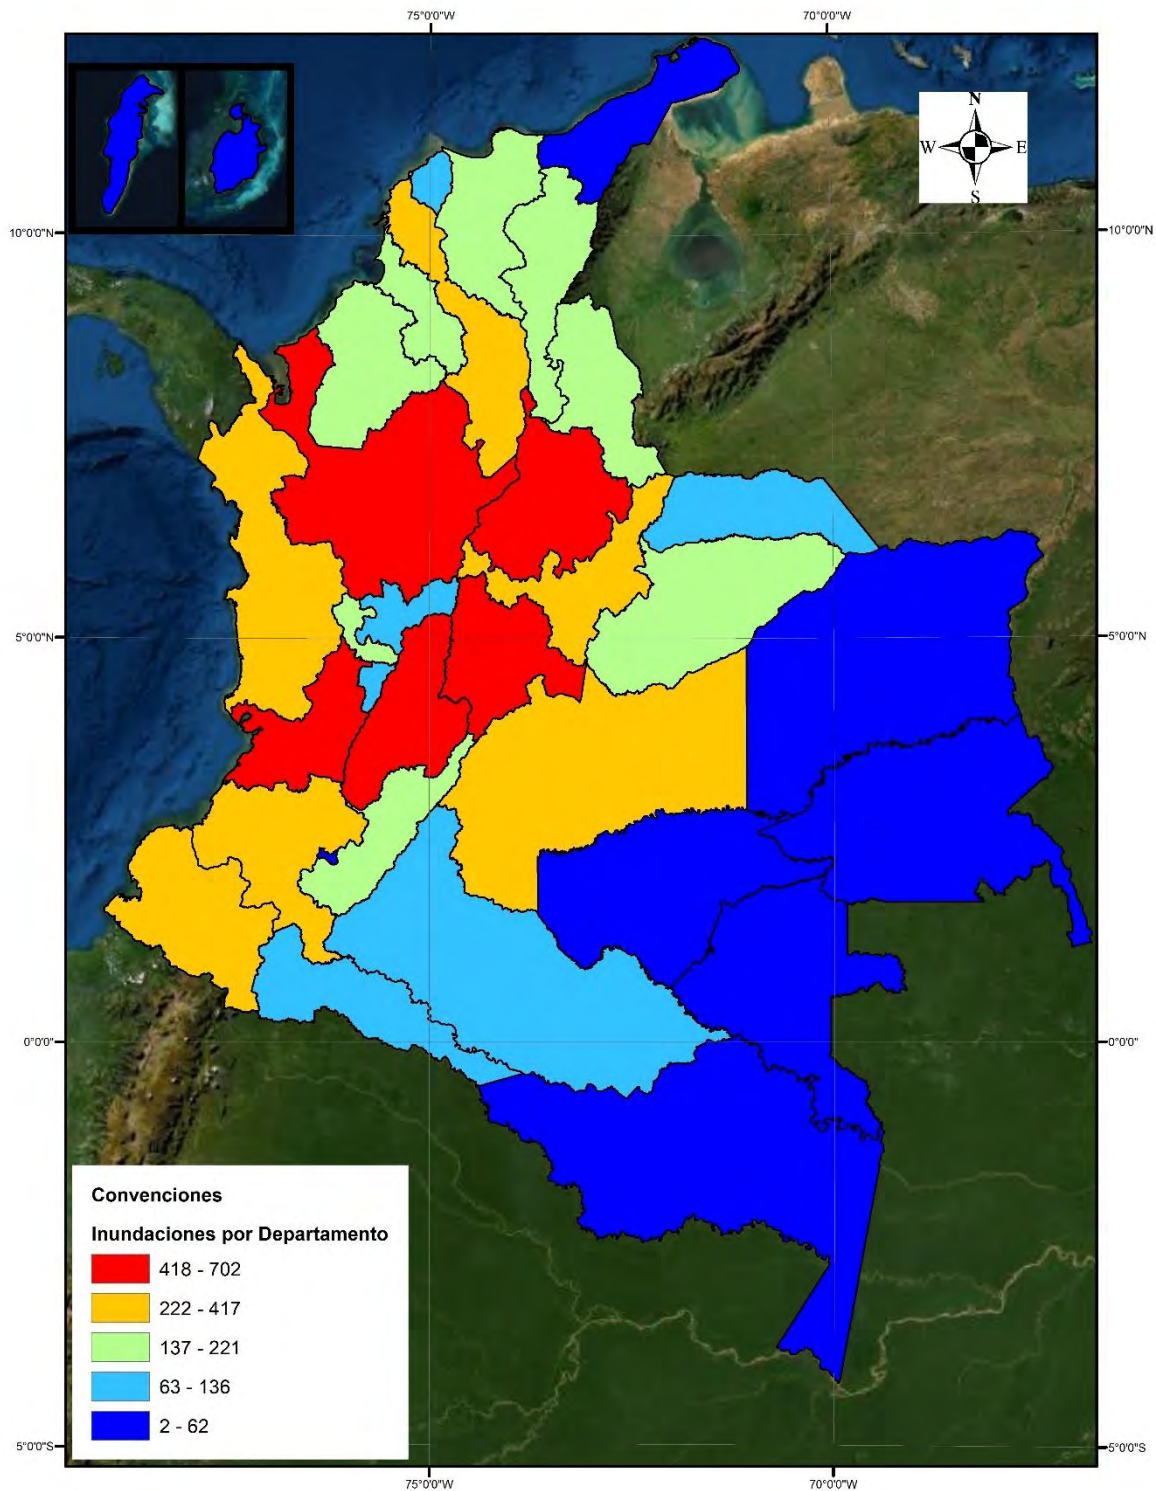 75°0'0"W
70°0'0"W
N
W
E
S
10°0'0"N
10°0'0"N
5°0'0"N
5°0'0"N
0°0'0"
0°0'0"
Convenciones
Inundaciones por Departamento
418 - 702
222 - 417
137 - 221
63 - 136
2 - 62
5°0'0"S
5°0'0"S
75°0'0"W
70°0'0"W